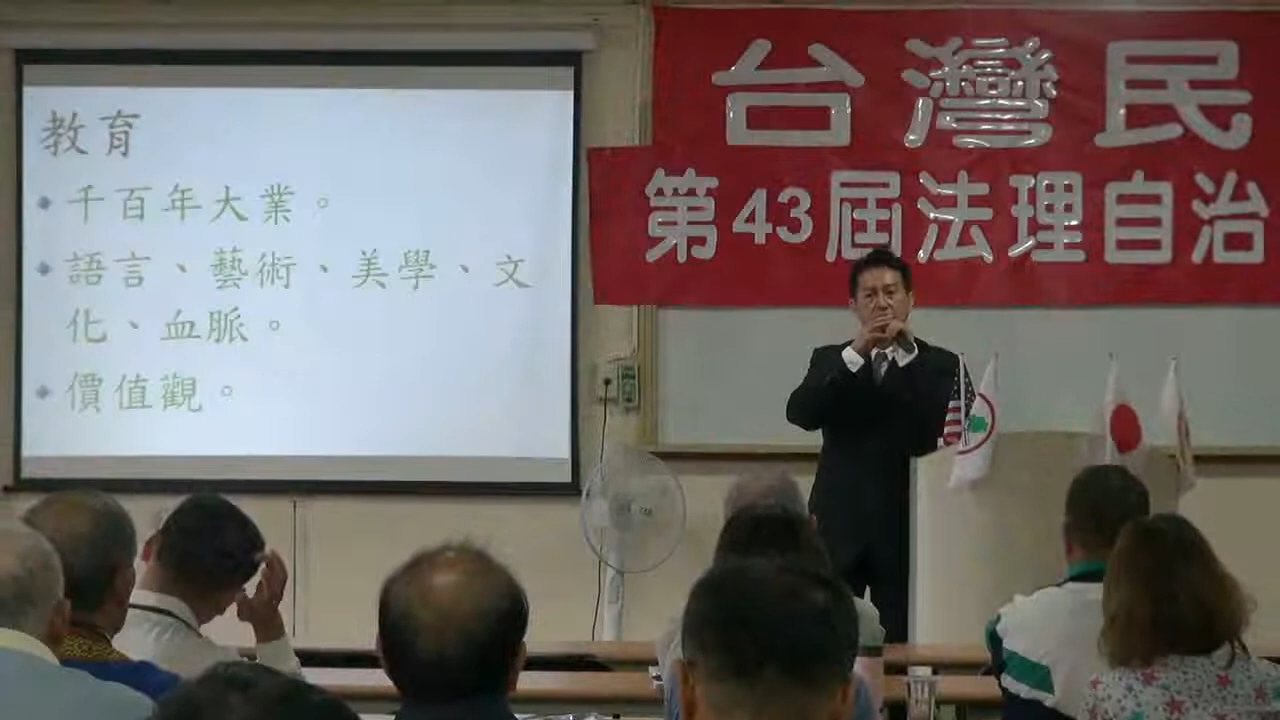 教育
千百年大業。
語言、藝術、美學、文
化、血脈。
價值觀。
台灣民
第43屆法理自治